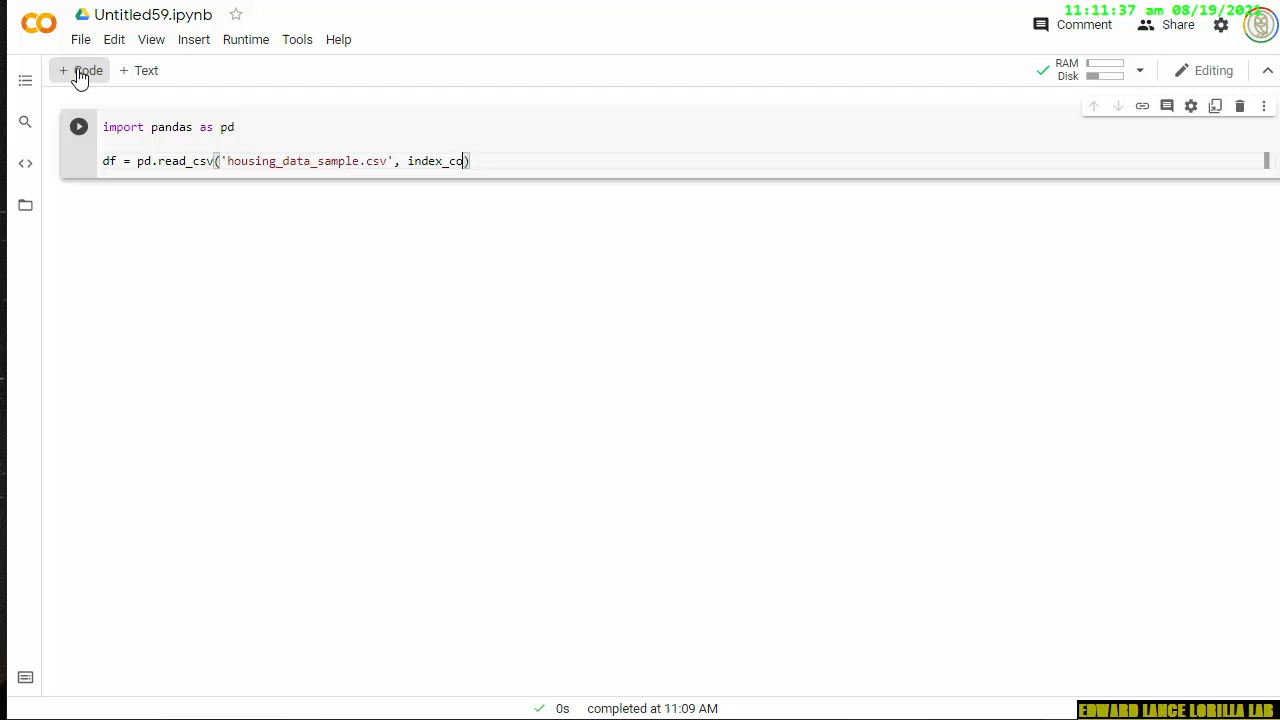 11:11:37 am 08/19/202
Untitled59.ipynb
Comment
Share
File Edit View Insert Runtime Tools Help
+ Code + Text
RAM
Disk
Editing
import pandas as pd
df = pd.read_csv('housing_data_sample.csv', index_co)
0s completed at 11:09 AM
EDWARD LANCE LORILLA LAB